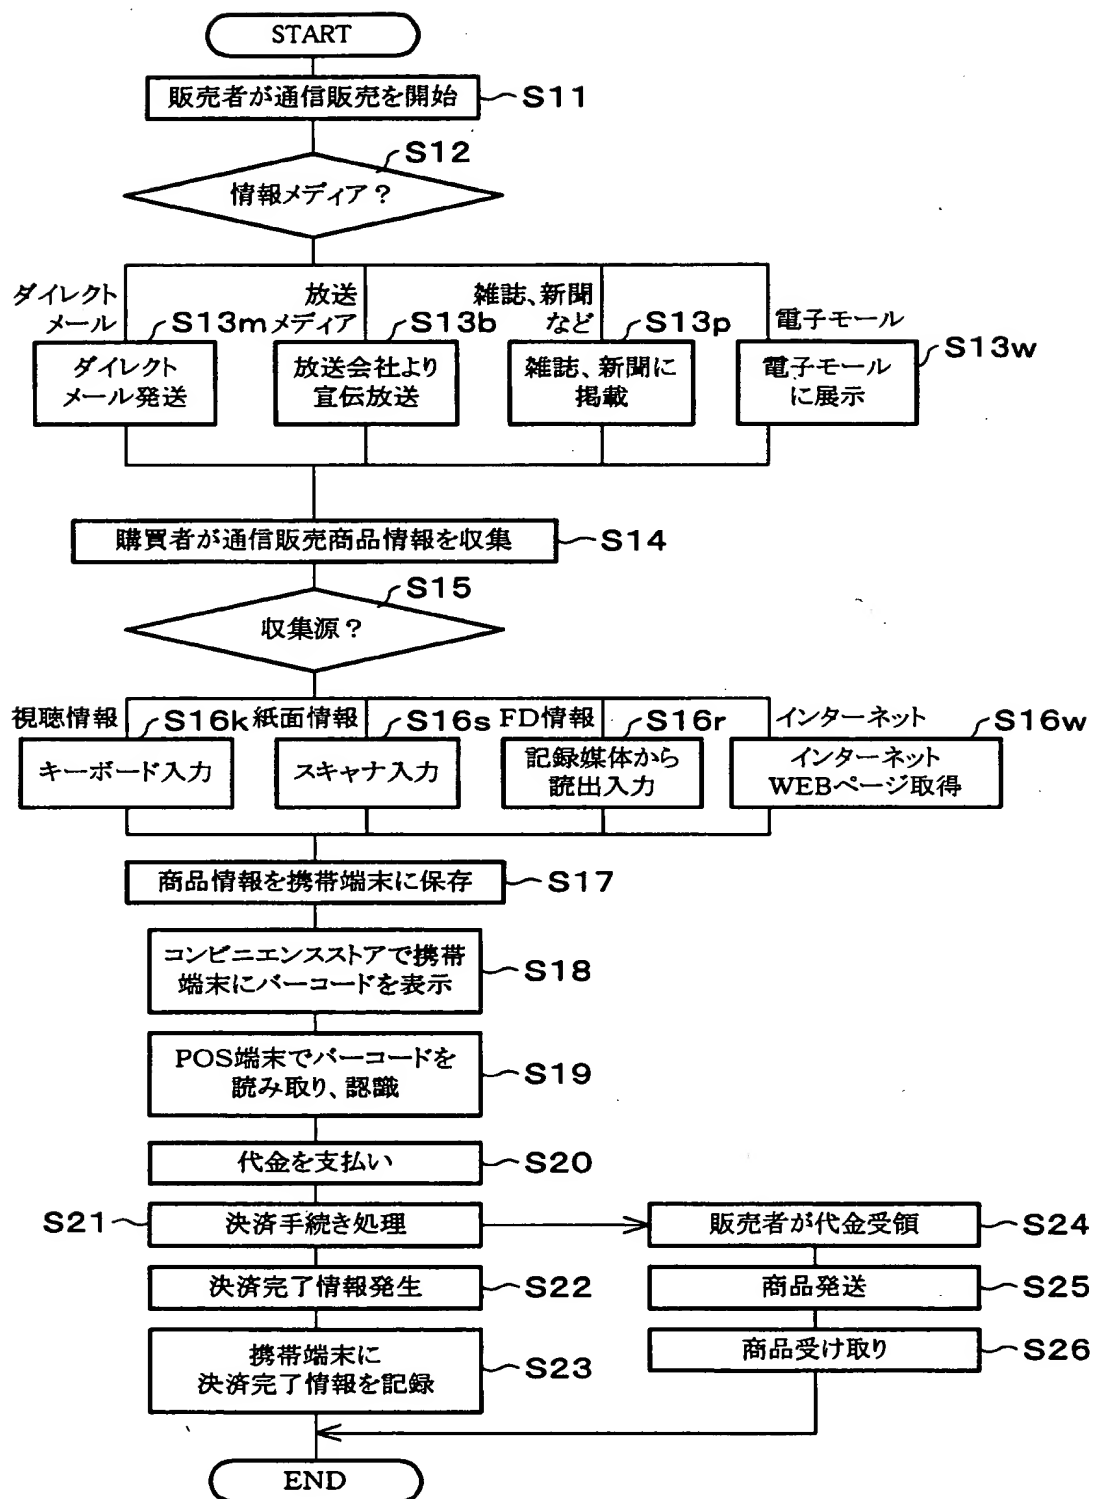 START
販売者が通信販売を開始
S11
S12
情報メディア？
ダイレクト
メール
放送
メディア
雑誌、新聞
など
電子モール
S13m
S13b
S13p
S13w
ダイレクト
メール発送
放送会社より
宣伝放送
雑誌、新聞に
掲載
電子モール
に展示
購買者が通信販売商品情報を収集
S14
S15
収集源？
視聴情報
S16k
紙面情報
S16s
FD情報
S16r
インターネット
S16w
キーボード入力
スキャナ入力
記録媒体から
読出入力
インターネット
WEBページ取得
商品情報を携帯端末に保存
S17
コンビニエンスストアで携帯
端末にバーコードを表示
S18
POS端末でバーコードを
読み取り、認識
S19
代金を支払い
S20
S21
決済手続き処理
販売者が代金受領
S24
決済完了情報発生
S22
商品発送
S25
携帯端末に
決済完了情報を記録
S23
商品受け取り
S26
END